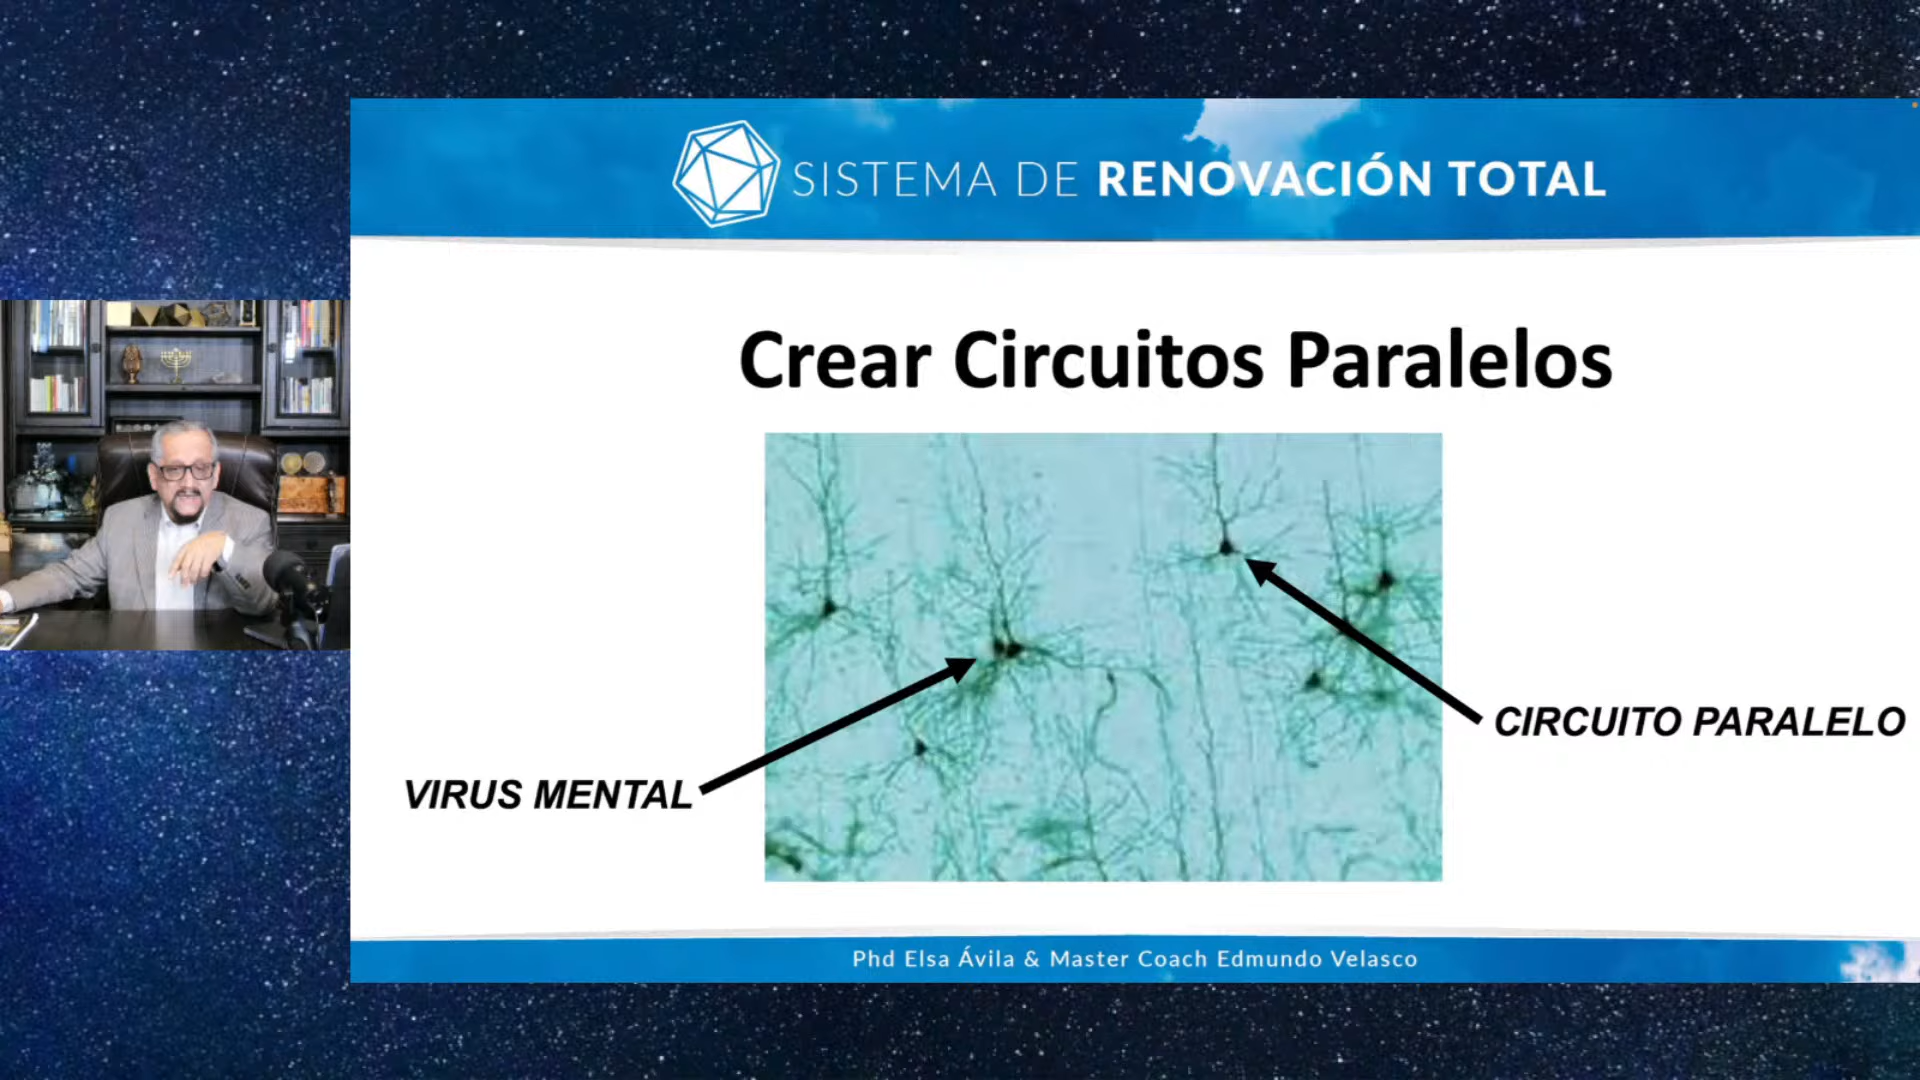 SISTEMA DE RENOVACIÓN TOTAL
Crear Circuitos Paralelos
CIRCUITO PARALELO
VIRUS MENTAL
Phd Elsa Ávila & Master Coach Edmundo Velasco